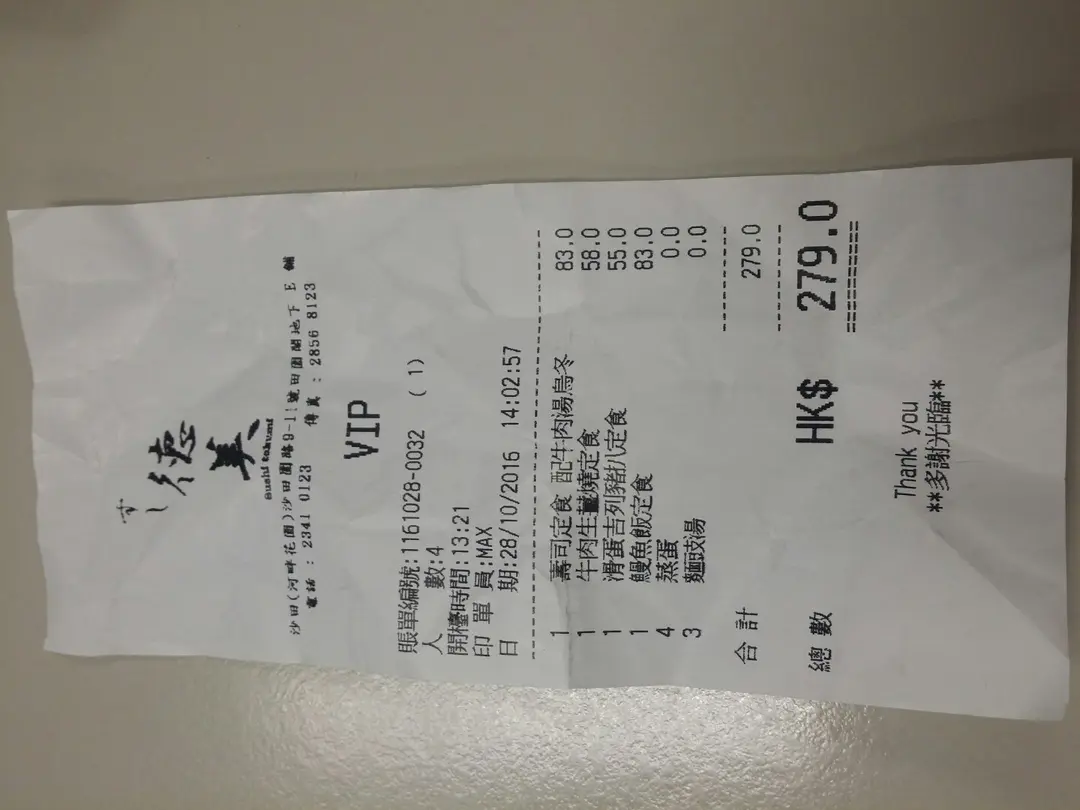 德
美
sushi takumi
沙田(河畔花園)沙田圍路9-11號田園閣地下 E 舖
電話 : 2341 0123 傳真 : 2856 8123
VIP
賬單編號:1161028-0032 (1)
人 數:4
開檯時間:13:21
印 單 員:MAX
日 期:28/10/2016 14:02:57
1 壽司定食 配牛肉湯烏冬 83.0
1 牛肉生薑燒定食 58.0
1 滑蛋吉列豬扒定食 55.0
1 鰻魚飯定食 83.0
4 蒸蛋 0.0
3 麵豉湯 0.0
合 計 279.0
總 數 HK$ 279.0
Thank you
**多謝光臨**